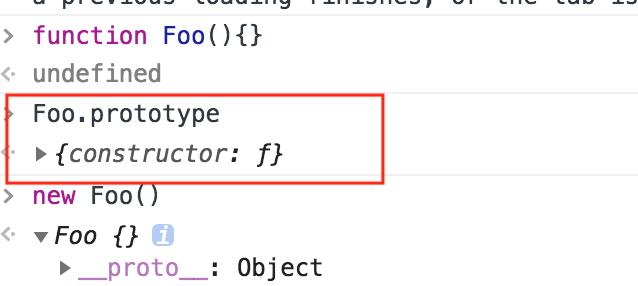 a previous loading finishes, or the tab is
> function Foo(){}
<· undefined
> Foo.prototype
<· ▶ {constructor: ƒ}
> new Foo()
<· ▼ Foo {} i
▶ __proto__: Object